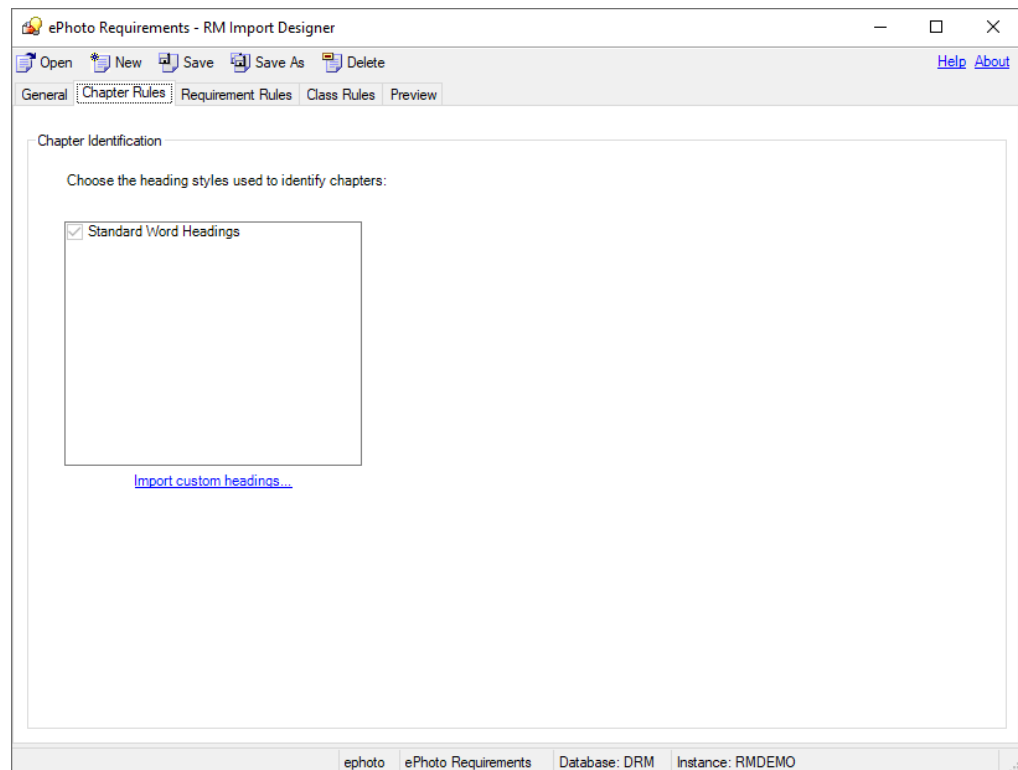 ePhoto Requirements - RM Import Designer
Open New Save Save As Delete Help About
General Chapter Rules Requirement Rules Class Rules Preview
Chapter Identification
Choose the heading styles used to identify chapters:
Standard Word Headings
Import custom headings...
ephoto ePhoto Requirements Database: DRM Instance: RMDEMO